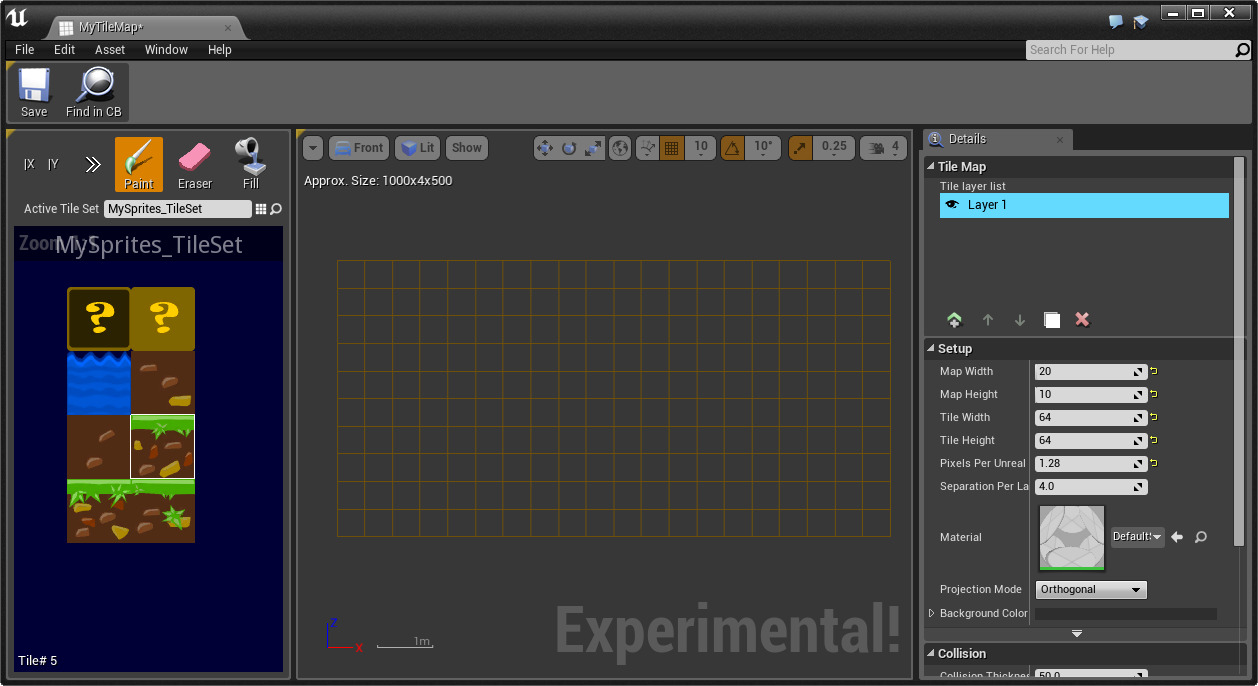 MyTileMap*
File Edit Asset Window Help
Search For Help
Save Find in CB
|X |Y Paint Eraser Fill
Active Tile Set MySprites_TileSet
Zoom 1:1
MySprites_TileSet
? ?
Tile# 5
Front Lit Show 10 10° 0.25 4
Approx. Size: 1000x4x500
Z
X
1m
Experimental!
Details
Tile Map
Tile layer list
Layer 1
Setup
Map Width 20
Map Height 10
Tile Width 64
Tile Height 64
Pixels Per Unreal 1.28
Separation Per La 4.0
Material Default
Projection Mode Orthogonal
Background Color
Collision
Collision Thickness 50.0